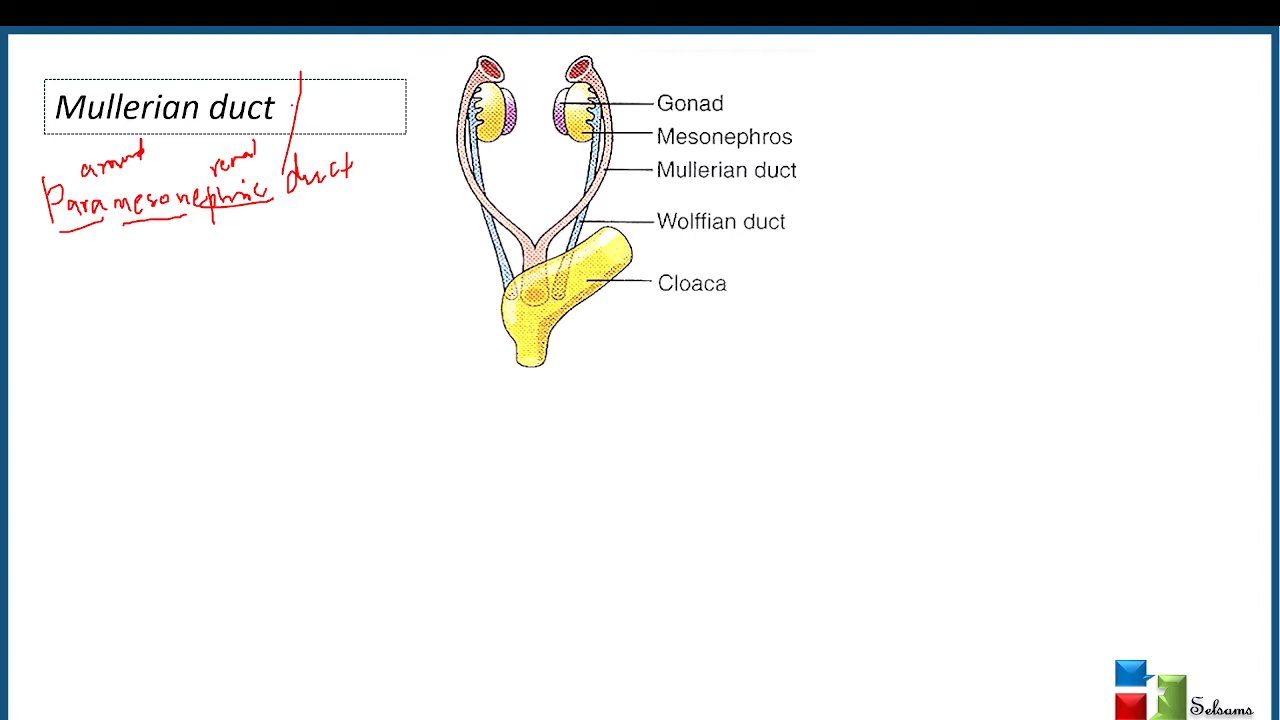 Mullerian duct
around renal
Paramesonephric duct
Gonad
Mesonephros
Mullerian duct
Wolffian duct
Cloaca
Selsams